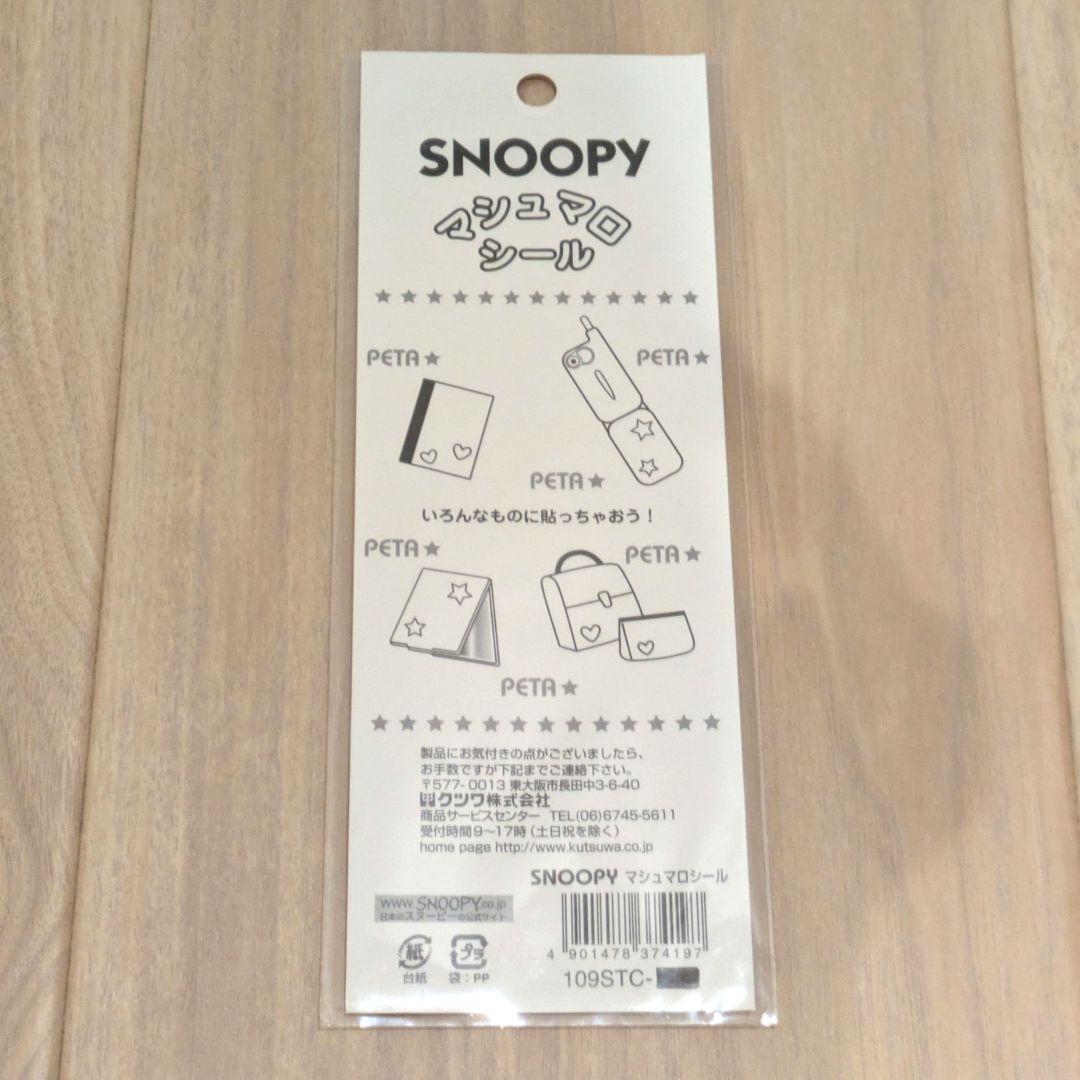 SNOOPY
マシュマロ
シール
PETA★
PETA★
PETA★
いろんなものに貼っちゃおう！
PETA★
PETA★
PETA★
製品にお気付きの点がございましたら、
お手数ですが下記までご連絡下さい。
〒577-0013 東大阪市長田中3-6-40
クツワ株式会社
商品サービスセンター TEL(06)6745-5611
受付時間9〜17時(土日祝を除く)
home page http://www.kutsuwa.co.jp
SNOOPY マシュマロシール
www.SNOOPY.co.jp
日本のスヌーピーの公式サイト
紙
台紙
プラ
袋：PP
4 901478 374197
109STC-